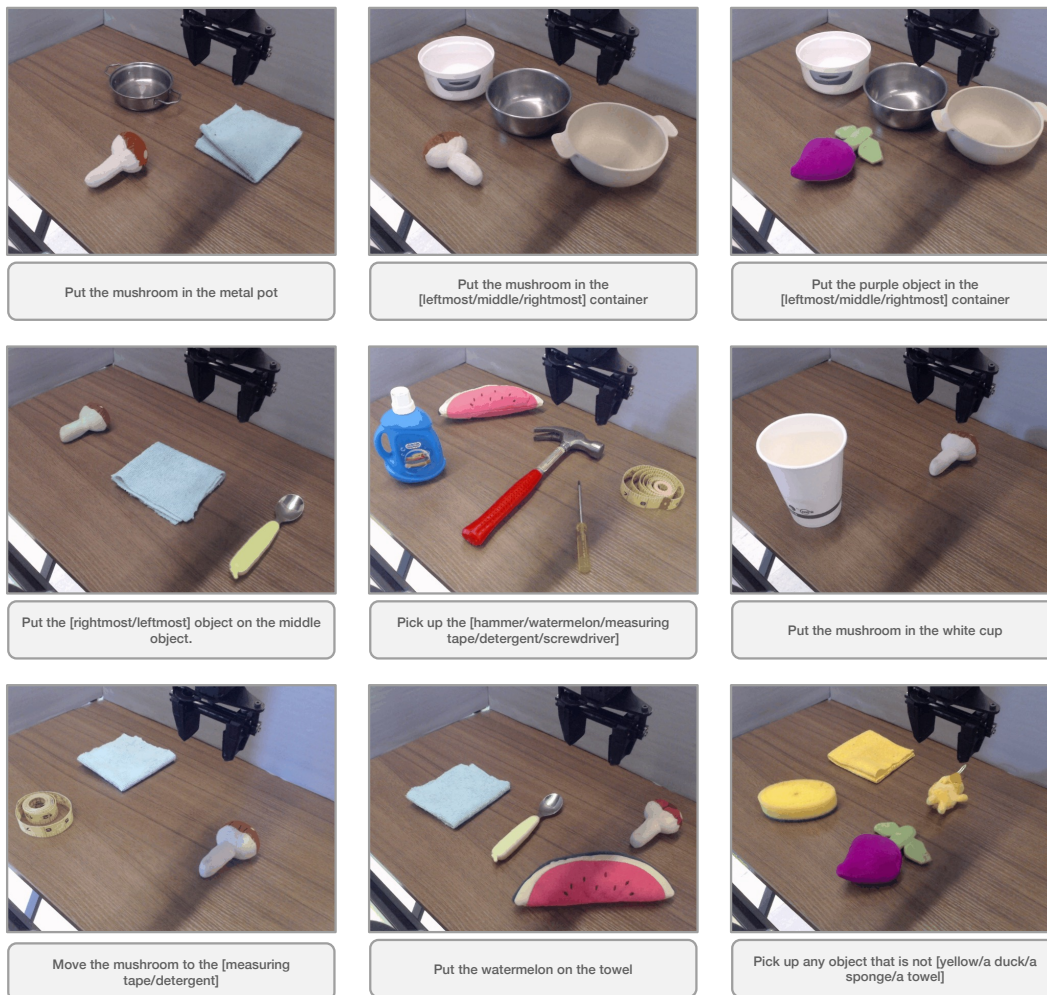 Put the mushroom in the metal pot
Put the mushroom in the
[leftmost/middle/rightmost] container
Put the purple object in the
[leftmost/middle/rightmost] container
Put the [rightmost/leftmost] object on the middle
object.
Pick up the [hammer/watermelon/measuring
tape/detergent/screwdriver]
Put the mushroom in the white cup
Move the mushroom to the [measuring
tape/detergent]
Put the watermelon on the towel
Pick up any object that is not [yellow/a duck/a
sponge/a towel]